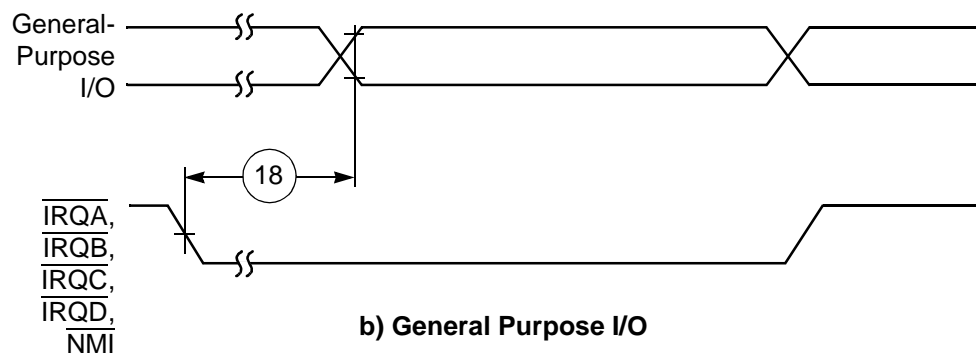 General-
Purpose
I/O
18
IRQA,
IRQB,
IRQC,
IRQD,
NMI
b) General Purpose I/O